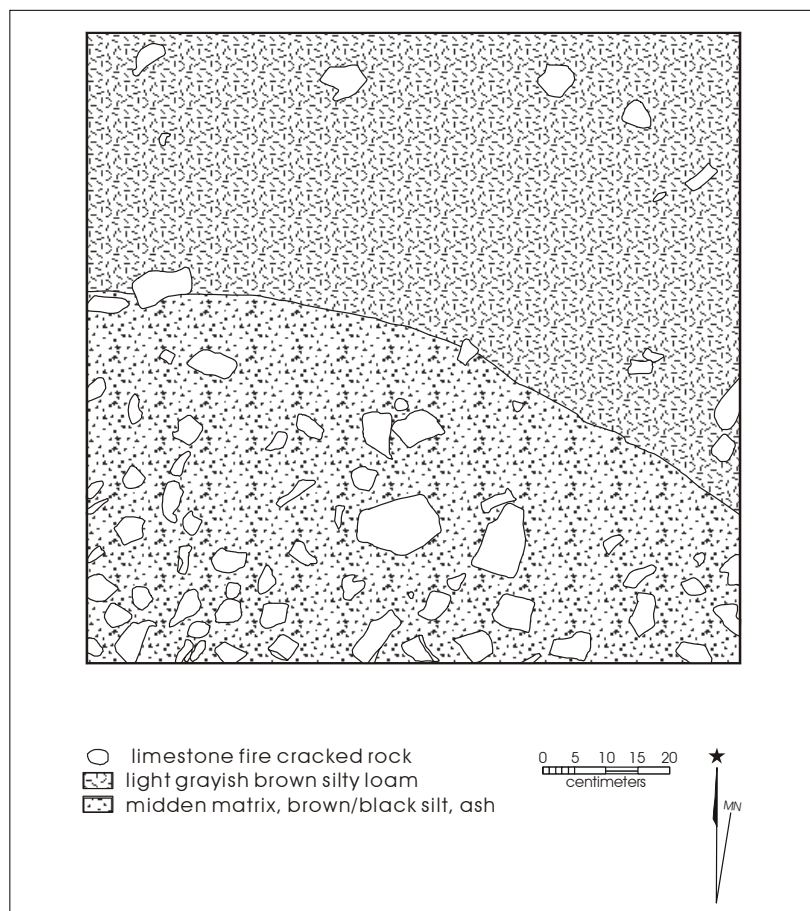 limestone fire cracked rock
light grayish brown silty loam
midden matrix, brown/black silt, ash
0 5 10 15 20
centimeters
MN